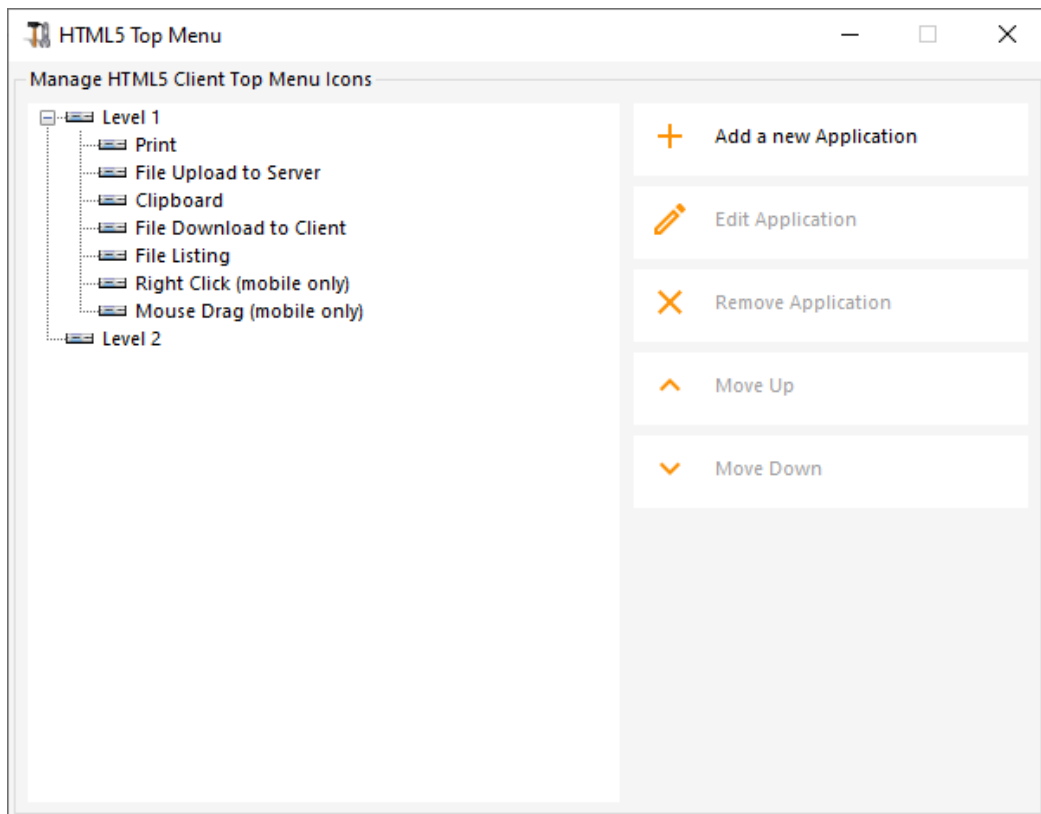 HTML5 Top Menu
Manage HTML5 Client Top Menu Icons
Level 1
Print
File Upload to Server
Clipboard
File Download to Client
File Listing
Right Click (mobile only)
Mouse Drag (mobile only)
Level 2
Add a new Application
Edit Application
Remove Application
Move Up
Move Down